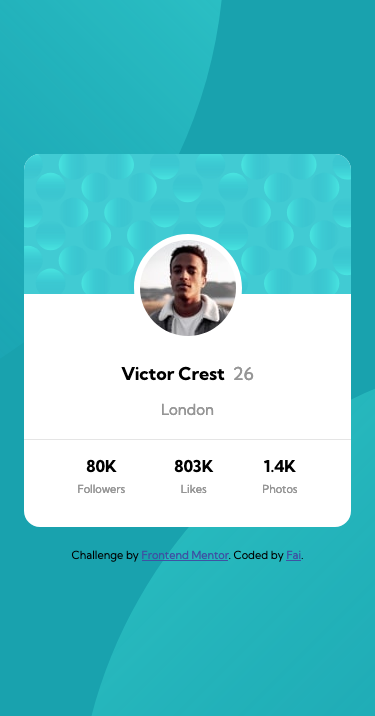 Victor Crest 26
London
80K 803K 1.4K
Followers Likes Photos
Challenge by Frontend Mentor. Coded by Fai.